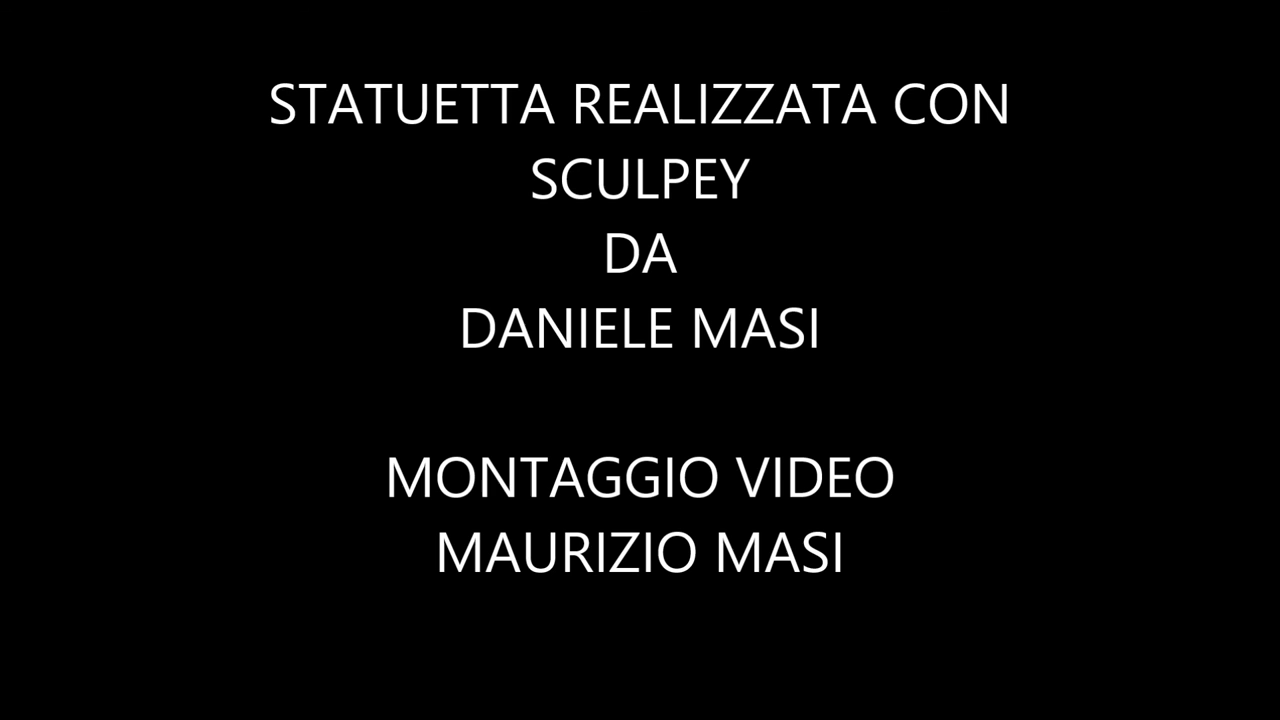 STATUETTA REALIZZATA CON
SCULPEY
DA
DANIELE MASI
MONTAGGIO VIDEO
MAURIZIO MASI